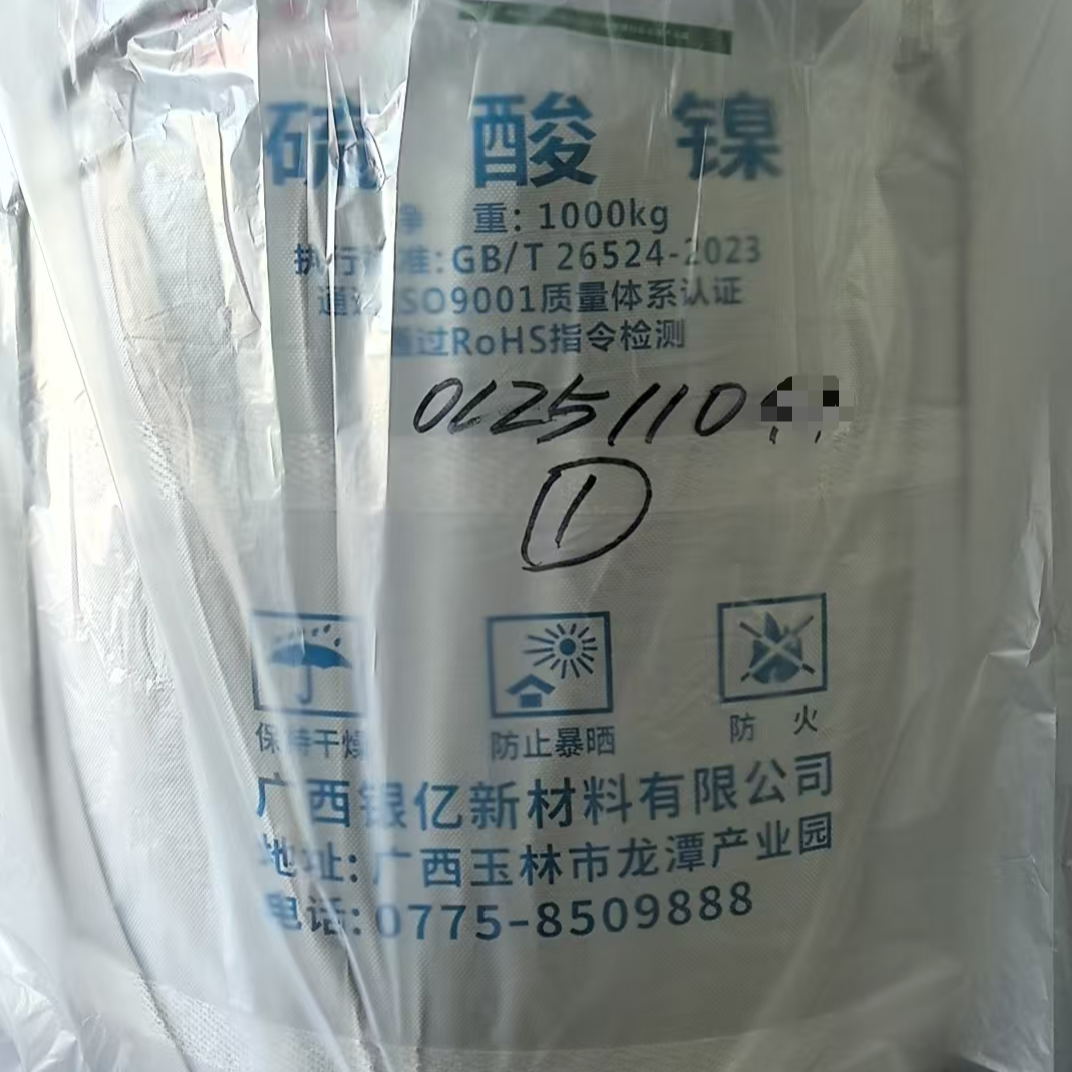 硫 酸 镍
净 重: 1000kg
执行标准: GB/T 26524-2023
通过ISO9001质量体系认证
通过RoHS指令检测
01251109
①
保持干燥 防止暴晒 防 火
广西银亿新材料有限公司
地址: 广西玉林市龙潭产业园
电话: 0775-8509888